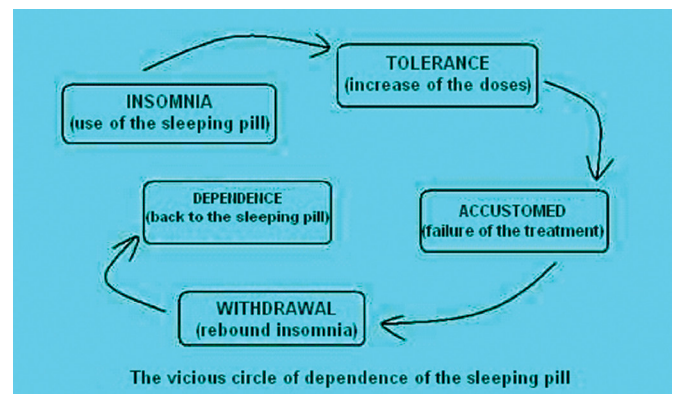 INSOMNIA
(use of the sleeping pill)
TOLERANCE
(increase of the doses)
ACCUSTOMED
(failure of the treatment)
WITHDRAWAL
(rebound insomnia)
DEPENDENCE
(back to the sleeping pill)
The vicious circle of dependence of the sleeping pill